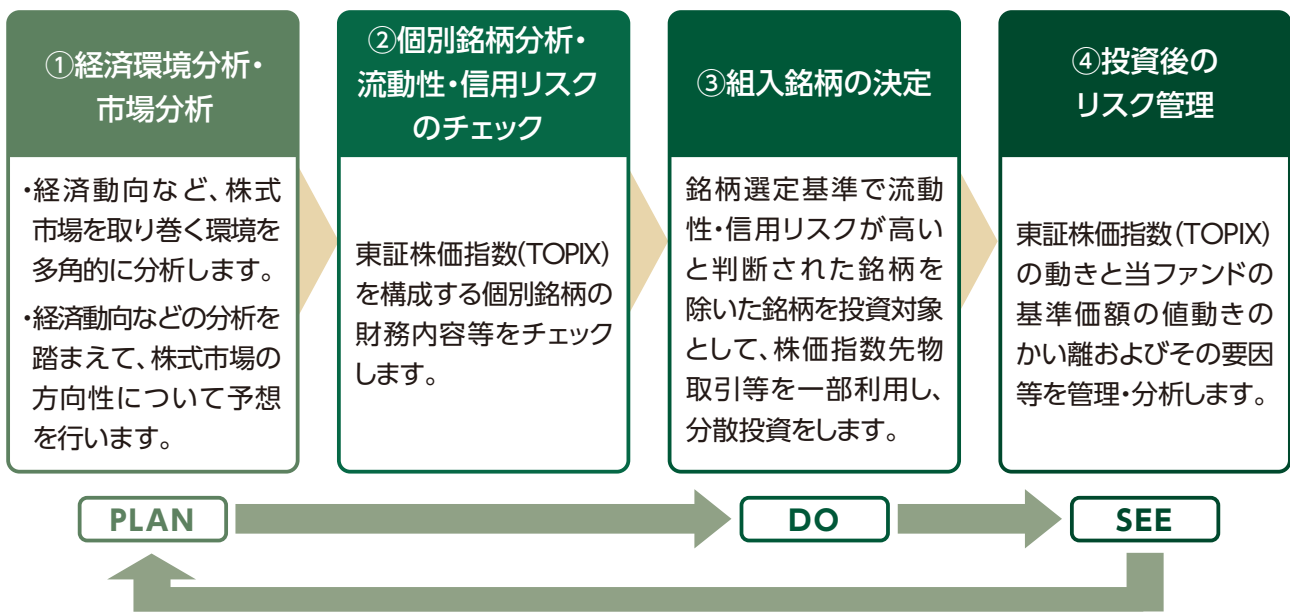 ①経済環境分析・
市場分析
・経済動向など、株式
市場を取り巻く環境を
多角的に分析します。
・経済動向などの分析を
踏まえて、株式市場の
方向性について予想
を行います。
②個別銘柄分析・
流動性・信用リスク
のチェック
東証株価指数(TOPIX)
を構成する個別銘柄の
財務内容等をチェック
します。
③組入銘柄の決定
銘柄選定基準で流動
性・信用リスクが高い
と判断された銘柄を
除いた銘柄を投資対象
として、株価指数先物
取引等を一部利用し、
分散投資をします。
④投資後の
リスク管理
東証株価指数(TOPIX)
の動きと当ファンドの
基準価額の値動きの
かい離およびその要因
等を管理・分析します。
PLAN
DO
SEE